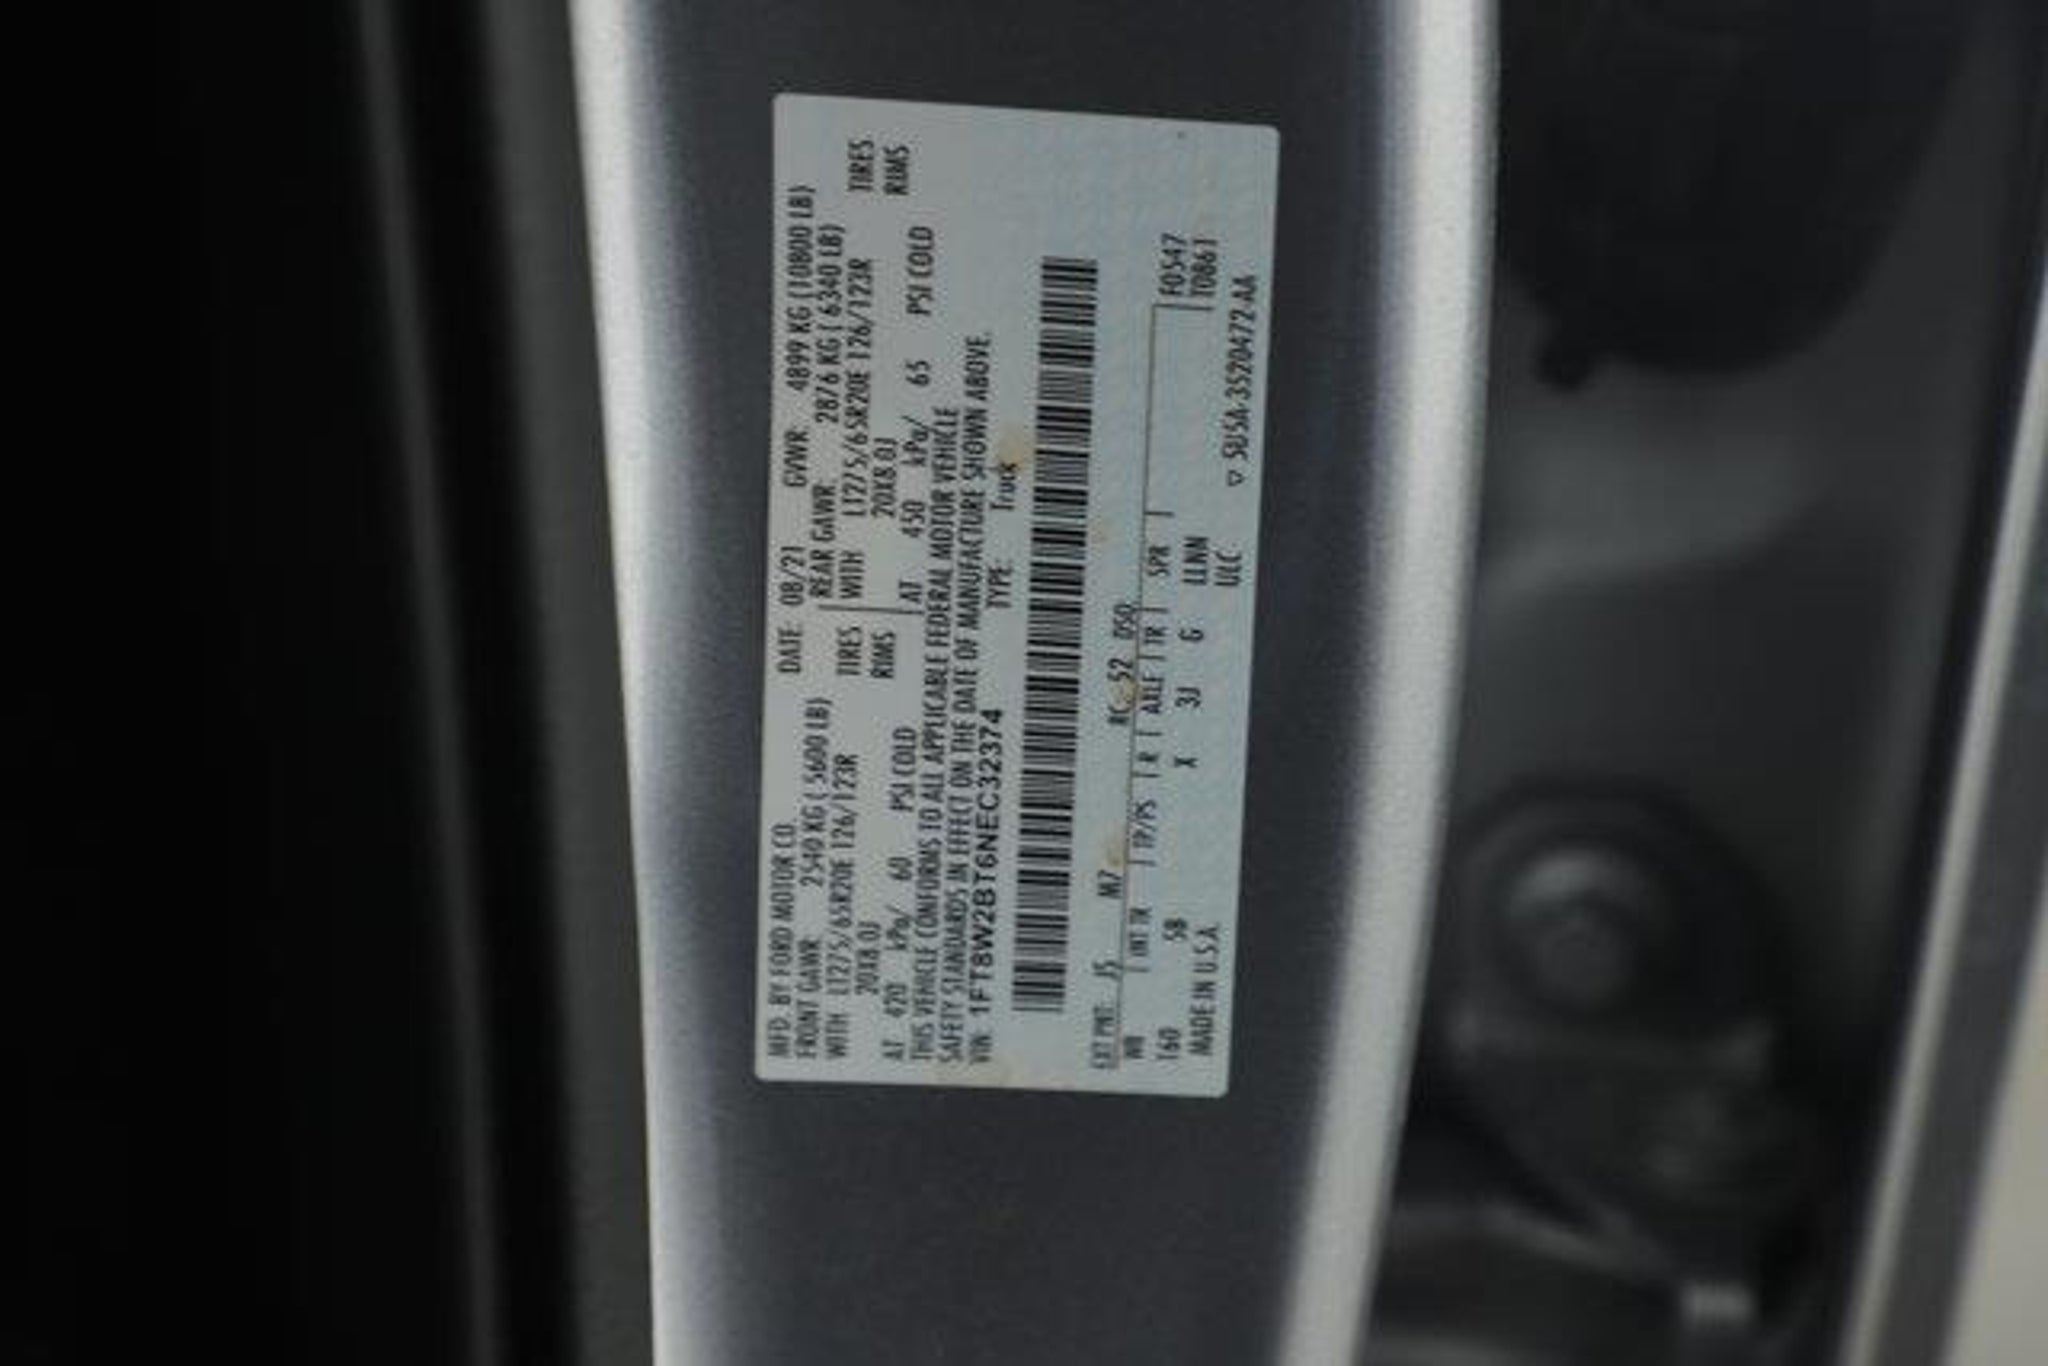 MFD. BY FORD MOTOR CO. DATE: 08/21 GVWR 4899 KG (10800 LB)
FRONT GAWR 2540 KG ( 5600 LB) REAR GAWR 2876 KG ( 6340 LB)
WITH LT275/65R20E 126/123R TIRES WITH LT275/65R20E 126/123R TIRES
20X8.0J RIMS 20X8.0J RIMS
AT 420 kPa/ 60 PSI COLD AT 450 kPa/ 65 PSI COLD
THIS VEHICLE CONFORMS TO ALL APPLICABLE FEDERAL MOTOR VEHICLE
SAFETY STANDARDS IN EFFECT ON THE DATE OF MANUFACTURE SHOWN ABOVE.
VIN: 1FT8W2BT6NEC32374 TYPE: Truck
EXT PNT: JS M7 RC: 52 DSO:
WB INT TR TP/PS R AXLE TR SPR F0547
160 SB X 3J G LLNN T0861
MADE IN U.S.A. ULC
▽ 5U5A-3520472-AA